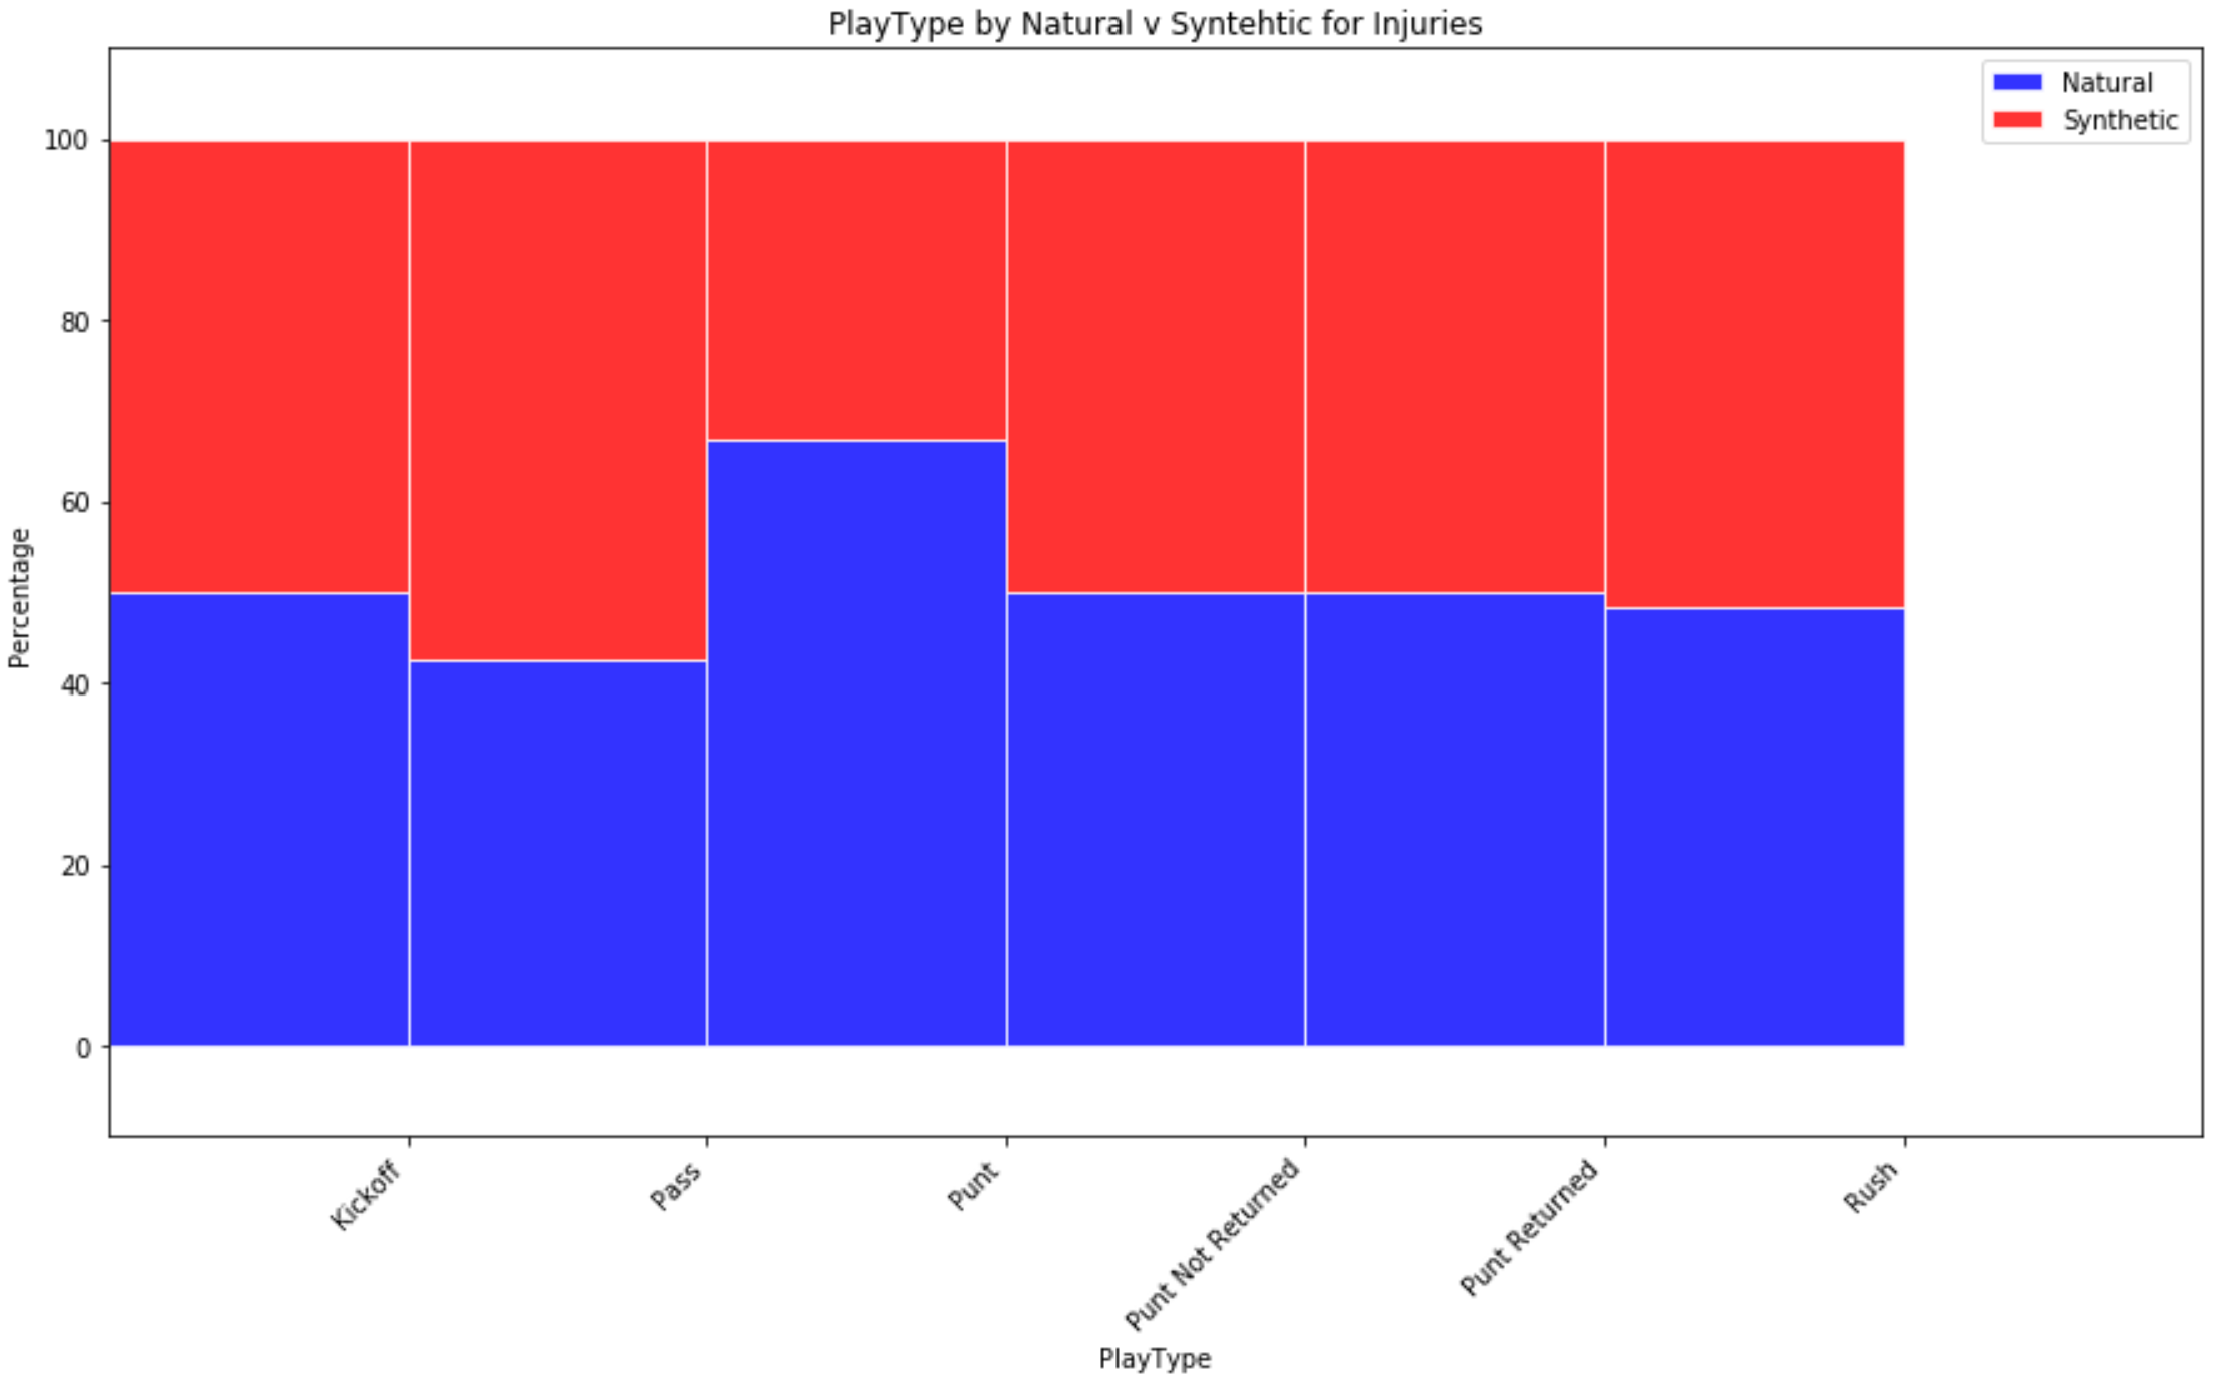 PlayType by Natural v Syntehtic for Injuries
Natural
Synthetic
100
80
60
40
20
0
Percentage
Kickoff
Pass
Punt
Punt Not Returned
Punt Returned
Rush
PlayType